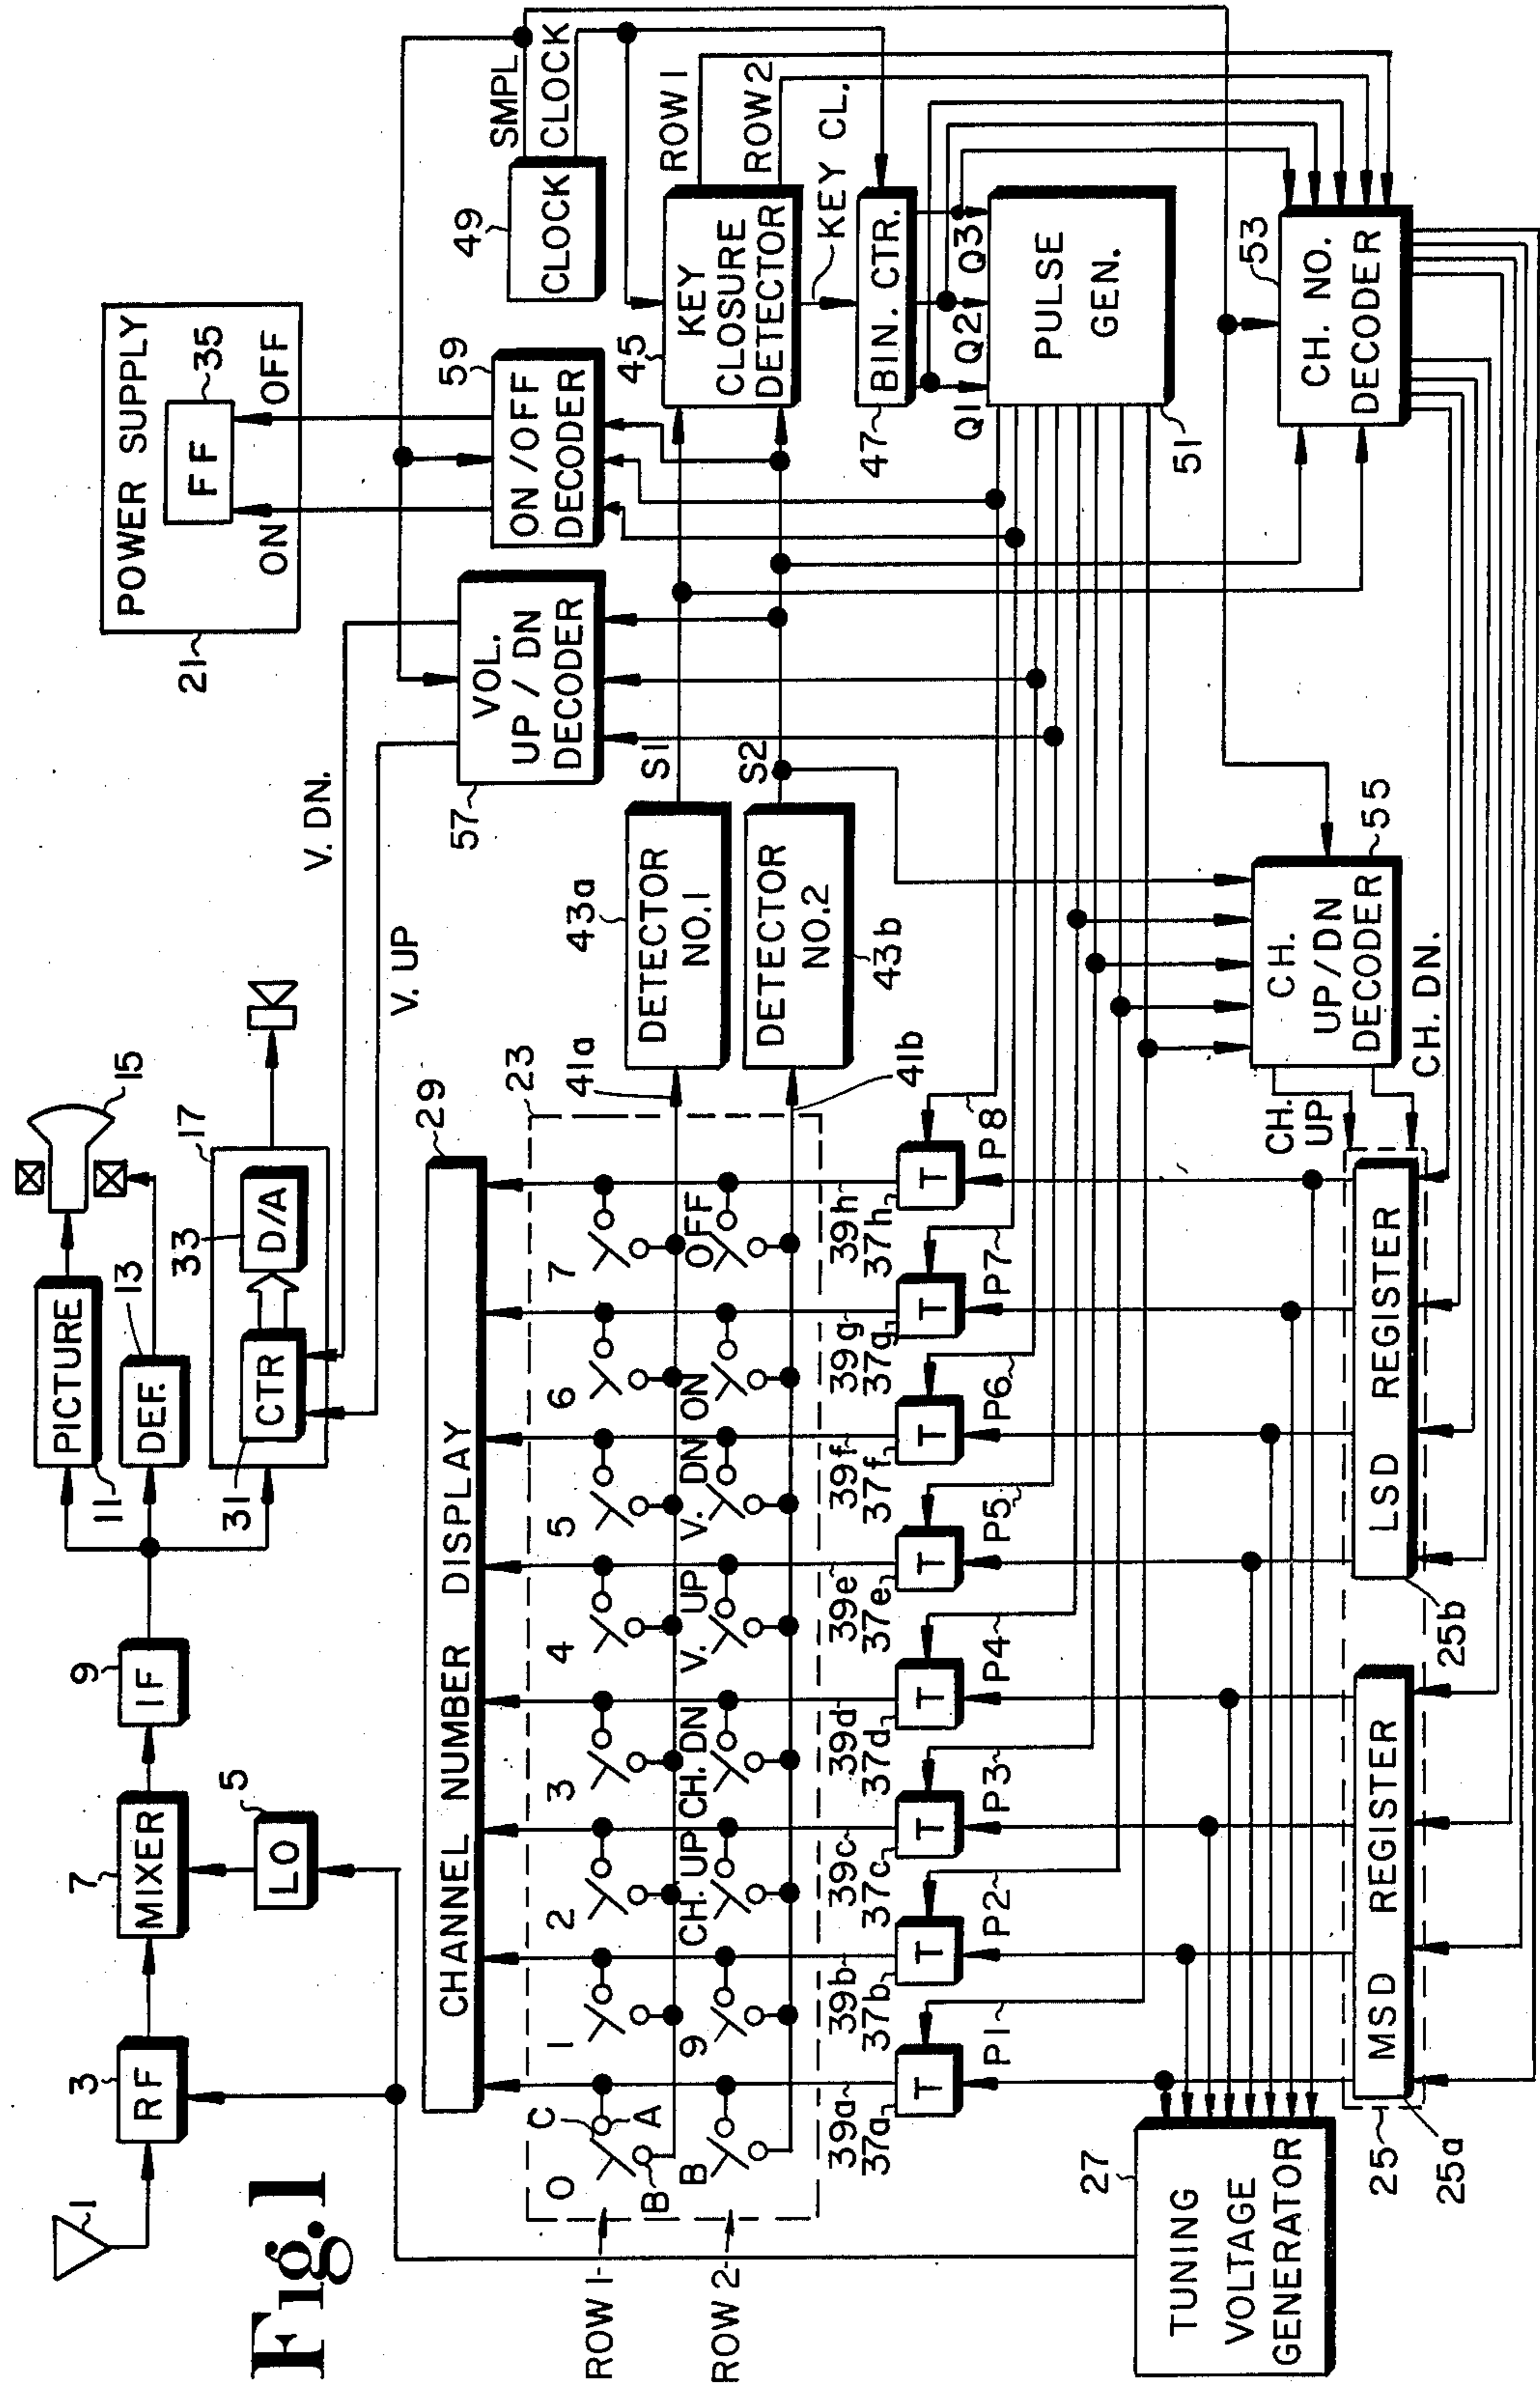 Fig.1
1
3
RF
7
MIXER
5
LO
9
IF
PICTURE
11
13
DEF.
15
17
31
CTR
33
D/A
V. DN.
V. UP
21
POWER SUPPLY
35
FF
ON
OFF
CHANNEL NUMBER DISPLAY
29
57
VOL.
UP / DN
DECODER
59
ON /OFF
DECODER
49
CLOCK
SMPL
CLOCK
23
ROW 1
0
1
2
3
4
5
6
7
C
A
B
ROW 2
8
9
CH. UP
CH. DN
V. UP
V. DN
ON
OFF
41a
41b
43a
DETECTOR
NO.1
DETECTOR
NO.2
43b
S1
S2
45
KEY
CLOSURE
DETECTOR
ROW 1
ROW 2
KEY CL.
47
BIN. CTR.
Q1
Q2
Q3
PULSE
GEN.
51
39a
39b
39c
39d
39e
39f
39g
39h
37a
37b
37c
37d
37e
37f
37g
37h
T
T
T
T
T
T
T
T
P1
P2
P3
P4
P5
P6
P7
P8
27
TUNING
VOLTAGE
GENERATOR
55
CH.
UP/DN
DECODER
CH.
UP
CH. DN.
53
CH. NO.
DECODER
25
MSD REGISTER
25a
LSD REGISTER
25b